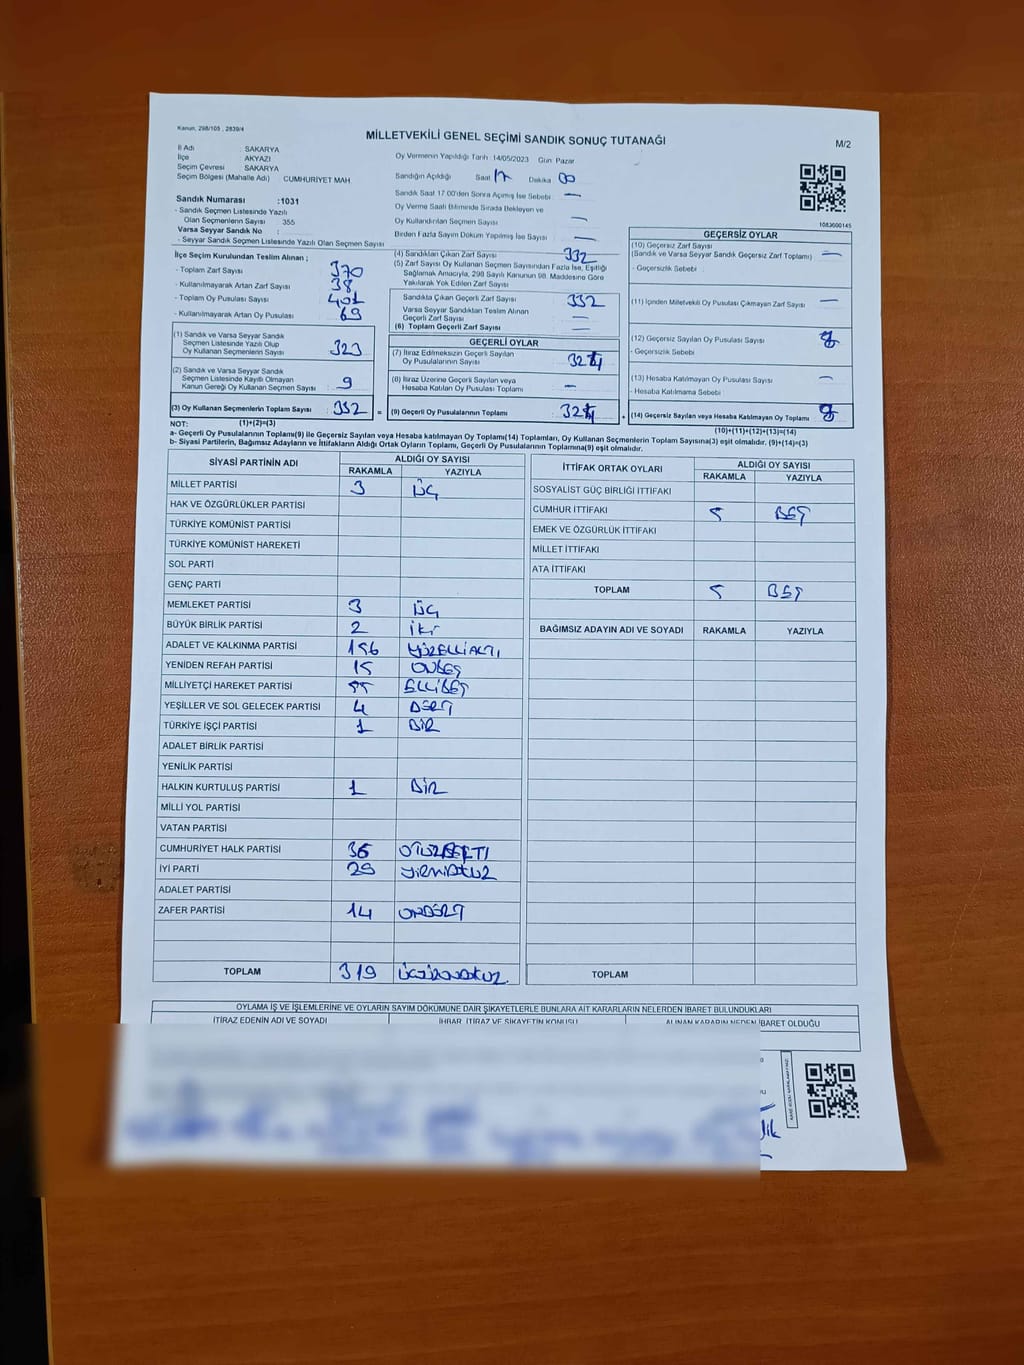 Kanun, 298/105 , 2839/4
MİLLETVEKİLİ GENEL SEÇİMİ SANDIK SONUÇ TUTANAĞI
M/2
İl Adı : SAKARYA
İlçe AKYAZI
Seçim Çevresi SAKARYA
Seçim Bölgesi (Mahalle Adı) CUMHURİYET MAH.
Sandık Numarası :1031
- Sandık Seçmen Listesinde Yazılı
Olan Seçmenlerin Sayısı : 355
Varsa Seyyar Sandık No :
- Seyyar Sandık Seçmen Listesinde Yazılı Olan Seçmen Sayısı
Oy Vermenin Yapıldığı Tarih 14/05/2023 Gün Pazar
Sandığın Açıldığı Saat 17 Dakika 00
Sandık Saat 17.00'den Sonra Açılmış İse Sebebi —
Oy Verme Saati Bitiminde Sırada Bekleyen ve
Oy Kullandırılan Seçmen Sayısı —
Birden Fazla Sayım Döküm Yapılmış İse Sayısı —
1083000145
İlçe Seçim Kurulundan Teslim Alınan ;
- Toplam Zarf Sayısı : 370
- Kullanılmayarak Artan Zarf Sayısı : 38
- Toplam Oy Pusulası Sayısı : 401
- Kullanılmayarak Artan Oy Pusulası Sayısı : 69
(1) Sandık ve Varsa Seyyar Sandık
Seçmen Listesinde Yazılı Olup
Oy Kullanan Seçmenlerin Sayısı : 323
(2) Sandık ve Varsa Seyyar Sandık
Seçmen Listesinde Kayıtlı Olmayan
Kanun Gereği Oy Kullanan Seçmen Sayısı : 9
(3) Oy Kullanan Seçmenlerin Toplam Sayısı : 332 =
(1)+(2)=(3)
(4) Sandıktan Çıkan Zarf Sayısı 332
(5) Zarf Sayısı Oy Kullanan Seçmen Sayısından Fazla İse, Eşitliği
Sağlamak Amacıyla, 298 Sayılı Kanunun 98. Maddesine Göre
Yakılarak Yok Edilen Zarf Sayısı
Sandıkta Çıkan Geçerli Zarf Sayısı : 332
Varsa Seyyar Sandıktan Teslim Alınan
Geçerli Zarf Sayısı : —
(6) Toplam Geçerli Zarf Sayısı : —
GEÇERLİ OYLAR
(7) İtiraz Edilmeksizin Geçerli Sayılan
Oy Pusulalarının Sayısı : 324
(8) İtiraz Üzerine Geçerli Sayılan veya
Hesaba Katılan Oy Pusulası Toplamı : —
(9) Geçerli Oy Pusulalarının Toplamı : 324 +
GEÇERSİZ OYLAR
(10) Geçersiz Zarf Sayısı
(Sandık ve Varsa Seyyar Sandık Geçersiz Zarf Toplamı) : —
- Geçersizlik Sebebi :
(11) İçinden Milletvekili Oy Pusulası Çıkmayan Zarf Sayısı : —
(12) Geçersiz Sayılan Oy Pusulası Sayısı
- Geçersizlik Sebebi
(13) Hesaba Katılmayan Oy Pusulası Sayısı : —
- Hesaba Katılmama Sebebi :
(14) Geçersiz Sayılan veya Hesaba Katılmayan Oy Toplamı
(10)+(11)+(12)+(13)=(14)
NOT:
a- Geçerli Oy Pusulalarının Toplamı(9) ile Geçersiz Sayılan veya Hesaba katılmayan Oy Toplamı(14) Toplamları, Oy Kullanan Seçmenlerin Toplam Sayısına(3) eşit olmalıdır. (9)+(14)=(3)
b- Siyasi Partilerin, Bağımsız Adayların ve İttifakların Aldığı Ortak Oyların Toplamı, Geçerli Oy Pusulalarının Toplamına(9) eşit olmalıdır.
SİYASİ PARTİNİN ADI ALDIĞI OY SAYISI
RAKAMLA YAZIYLA
MİLLET PARTİSİ 3 ÜÇ
HAK VE ÖZGÜRLÜKLER PARTİSİ
TÜRKİYE KOMÜNİST PARTİSİ
TÜRKİYE KOMÜNİST HAREKETİ
SOL PARTİ
GENÇ PARTİ
MEMLEKET PARTİSİ 3 ÜÇ
BÜYÜK BİRLİK PARTİSİ 2 İKİ
ADALET VE KALKINMA PARTİSİ 156 YÜZELLİALTI
YENİDEN REFAH PARTİSİ 15 ONBEŞ
MİLLİYETÇİ HAREKET PARTİSİ 55 ELLİBEŞ
YEŞİLLER VE SOL GELECEK PARTİSİ 4 DÖRT
TÜRKİYE İŞÇİ PARTİSİ 1 BİR
ADALET BİRLİK PARTİSİ
YENİLİK PARTİSİ
HALKIN KURTULUŞ PARTİSİ 1 BİR
MİLLİ YOL PARTİSİ
VATAN PARTİSİ
CUMHURİYET HALK PARTİSİ 36
İYİ PARTİ 29 YİRMİDOKUZ
ADALET PARTİSİ
ZAFER PARTİSİ 14 ONDÖRT
TOPLAM 319 ÜÇYÜZONDOKUZ
İTTİFAK ORTAK OYLARI ALDIĞI OY SAYISI
RAKAMLA YAZIYLA
SOSYALİST GÜÇ BİRLİĞİ İTTİFAKI
CUMHUR İTTİFAKI 5 BEŞ
EMEK VE ÖZGÜRLÜK İTTİFAKI
MİLLET İTTİFAKI
ATA İTTİFAKI
TOPLAM 5 BEŞ
BAĞIMSIZ ADAYIN ADI VE SOYADI RAKAMLA YAZIYLA
TOPLAM
OYLAMA İŞ VE İŞLEMLERİNE VE OYLARIN SAYIM DÖKÜMÜNE DAİR ŞİKAYETLERLE BUNLARA AİT KARARLARIN NELERDEN İBARET BULUNDUKLARI
İTİRAZ EDENİN ADI VE SOYADI İHBAR, İTİRAZ VE ŞİKAYETİN KONUSU ALINAN KARARIN NEDEN İBARET OLDUĞU